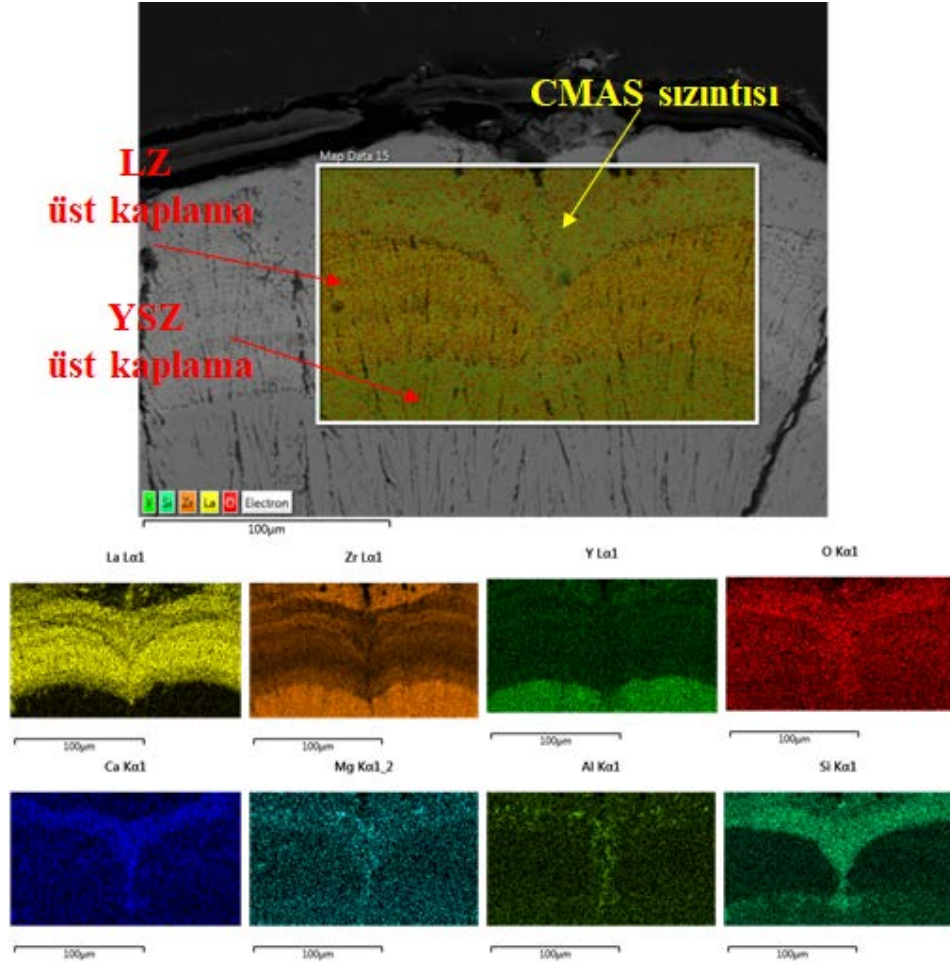 CMAS sızıntısı
Map Data 15
LZ
üst kaplama
YSZ
üst kaplama
Y Si Zr La O Electron
100µm
La Lα1 Zr Lα1 Y Lα1 O Kα1
100µm 100µm 100µm 100µm
Ca Kα1 Mg Kα1_2 Al Kα1 Si Kα1
100µm 100µm 100µm 100µm